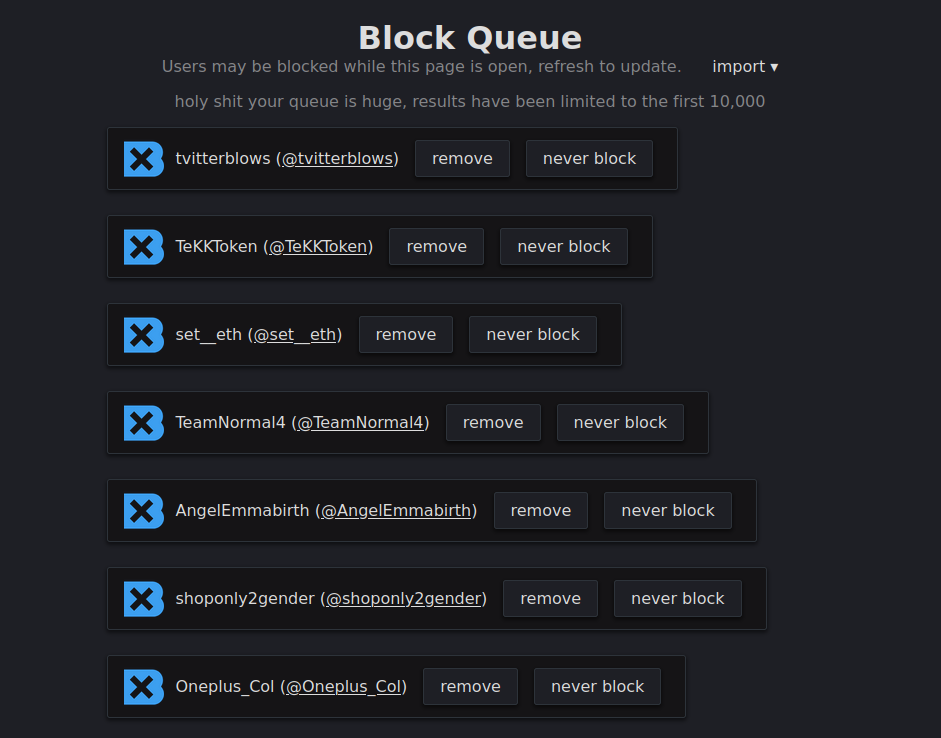 Block Queue
Users may be blocked while this page is open, refresh to update. import ▾
holy shit your queue is huge, results have been limited to the first 10,000
tvitterblows (@tvitterblows) remove never block
TeKKToken (@TeKKToken) remove never block
set__eth (@set__eth) remove never block
TeamNormal4 (@TeamNormal4) remove never block
AngelEmmabirth (@AngelEmmabirth) remove never block
shoponly2gender (@shoponly2gender) remove never block
Oneplus_Col (@Oneplus_Col) remove never block